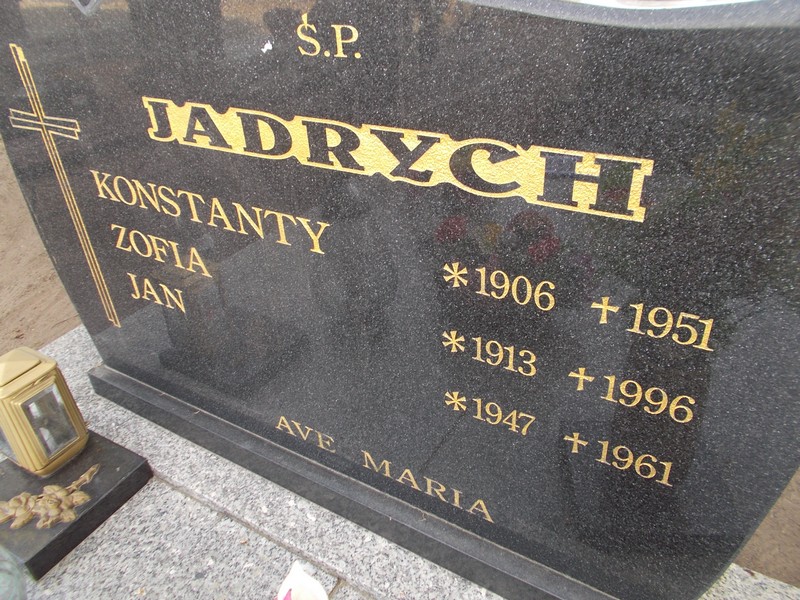 Ś.P.
JADRYCH
KONSTANTY *1906 +1951
ZOFIA *1913 +1996
JAN *1947 +1961
AVE MARIA